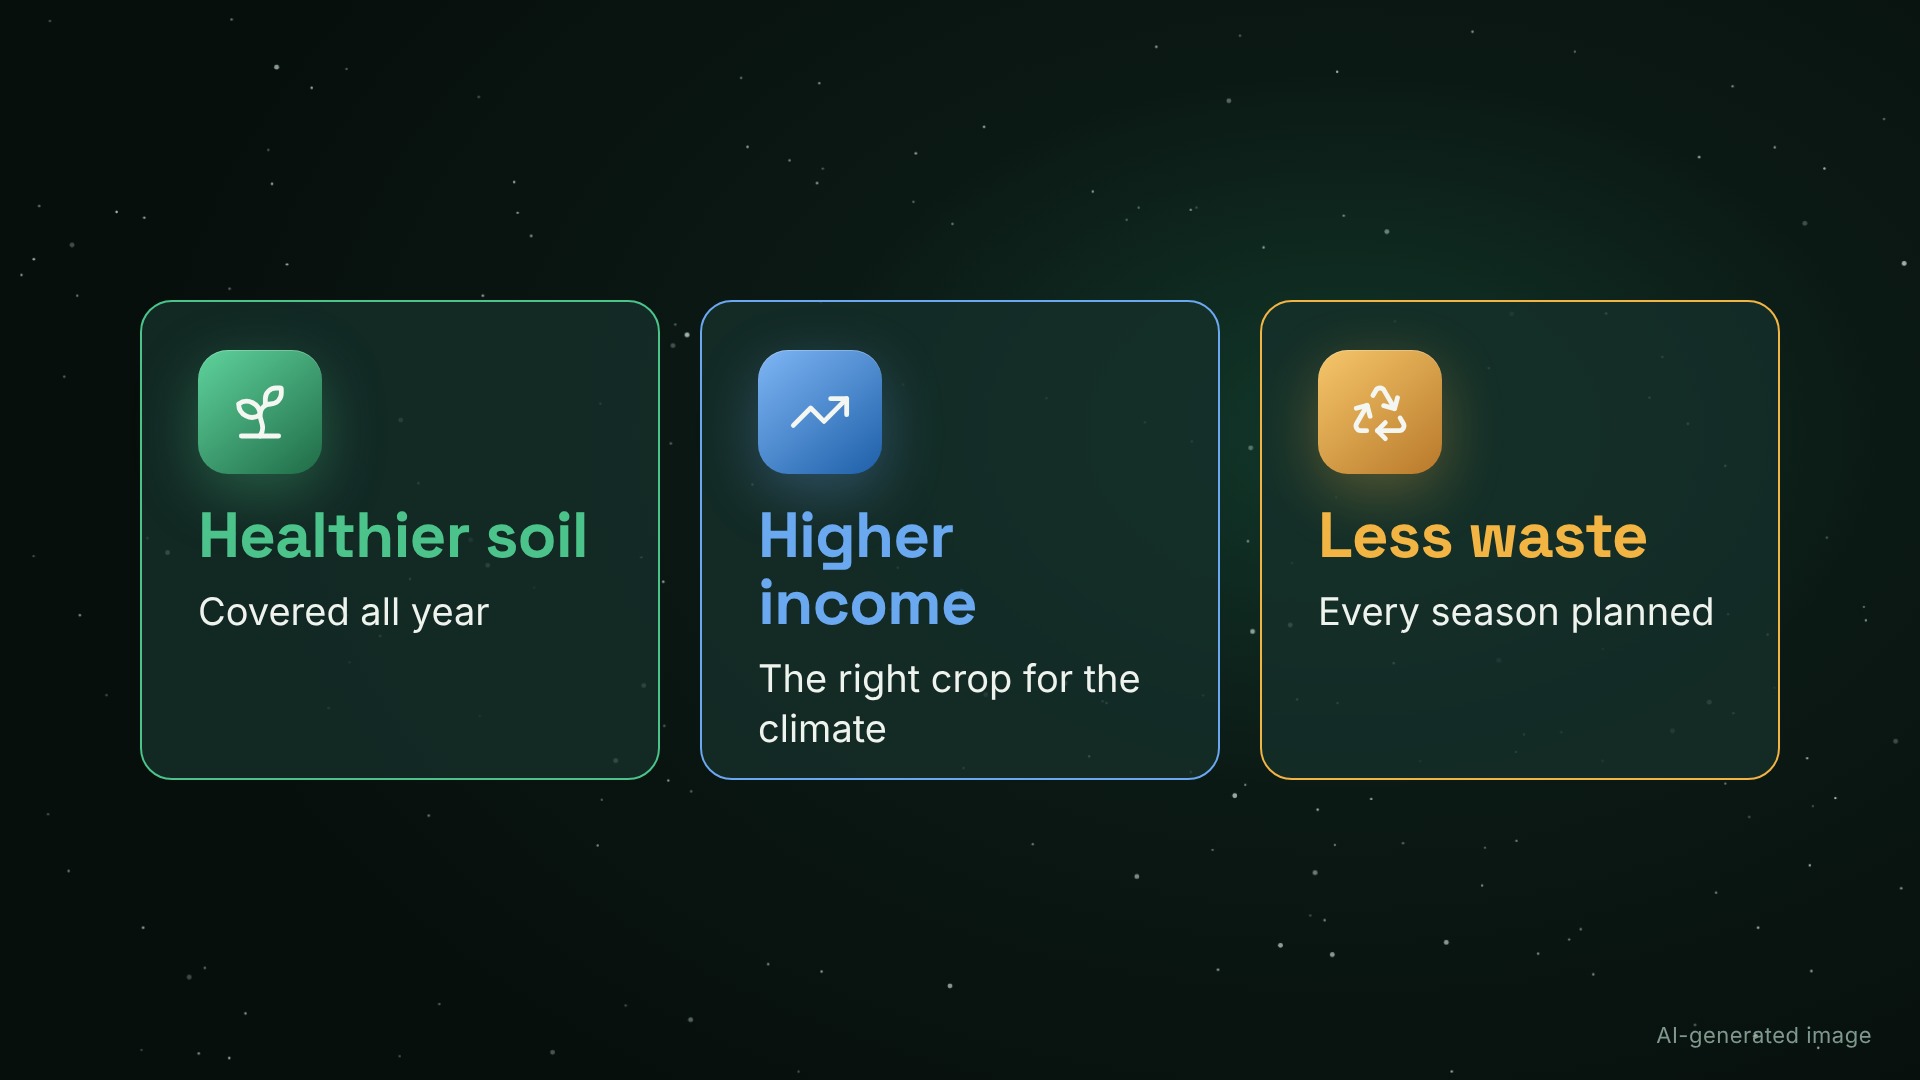 Healthier soil
Covered all year
Higher
income
The right crop for the
climate
Less waste
Every season planned
AI-generated image